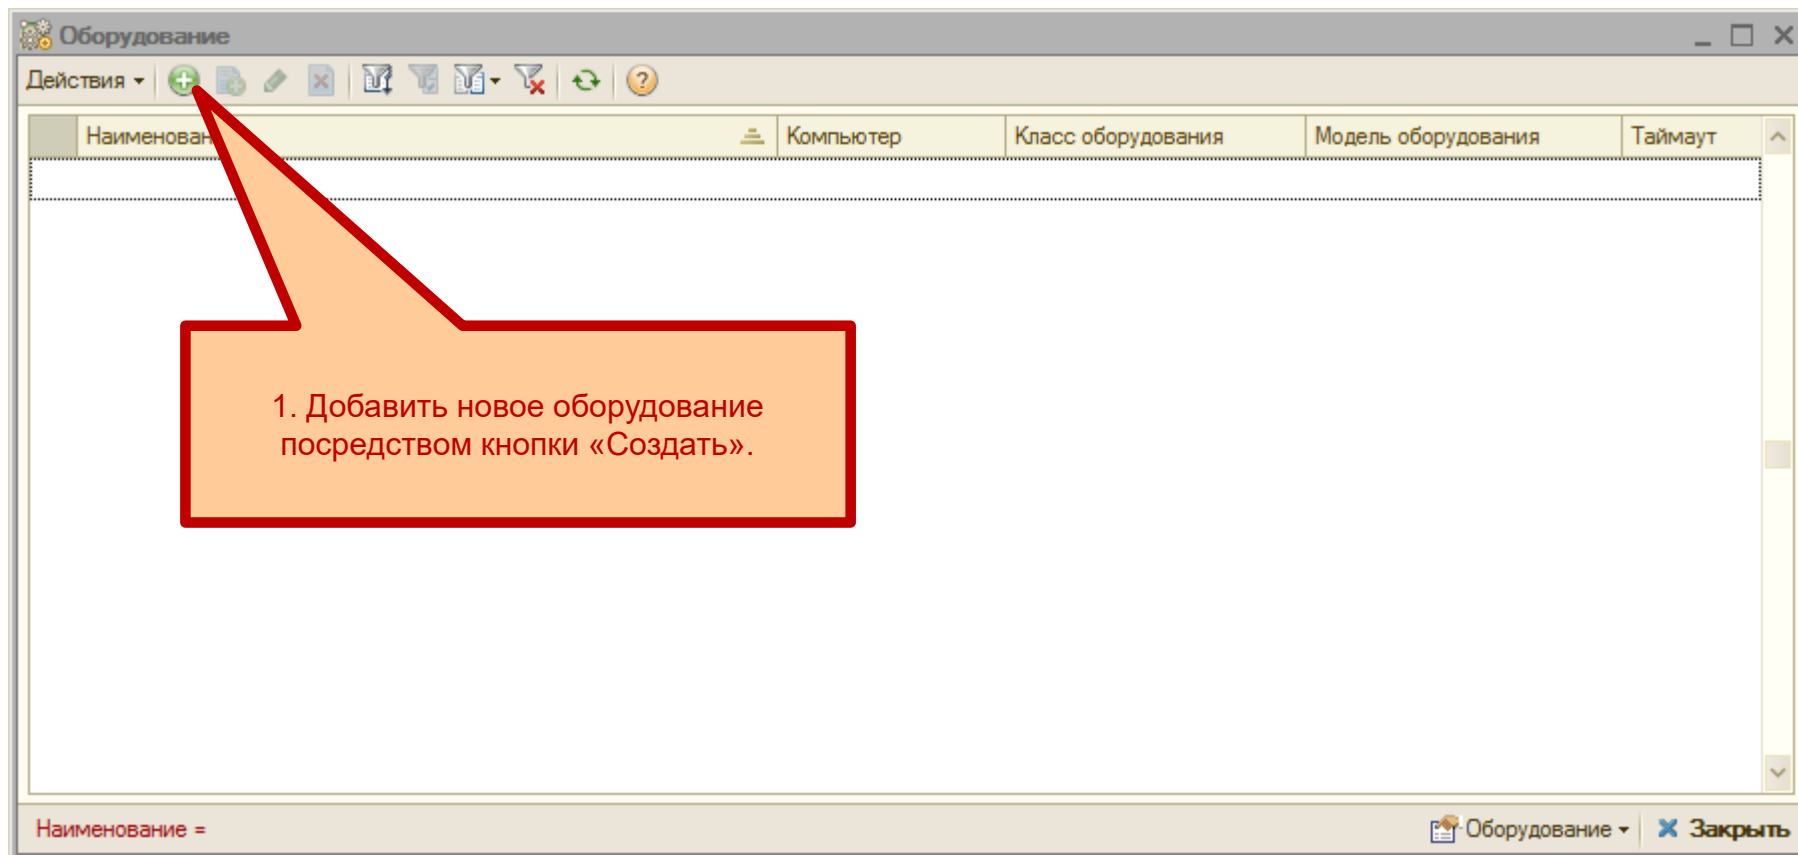 Оборудование
Действия
Наименован Компьютер Класс оборудования Модель оборудования Таймаут
1. Добавить новое оборудование
посредством кнопки «Создать».
Наименование = Оборудование Закрыть